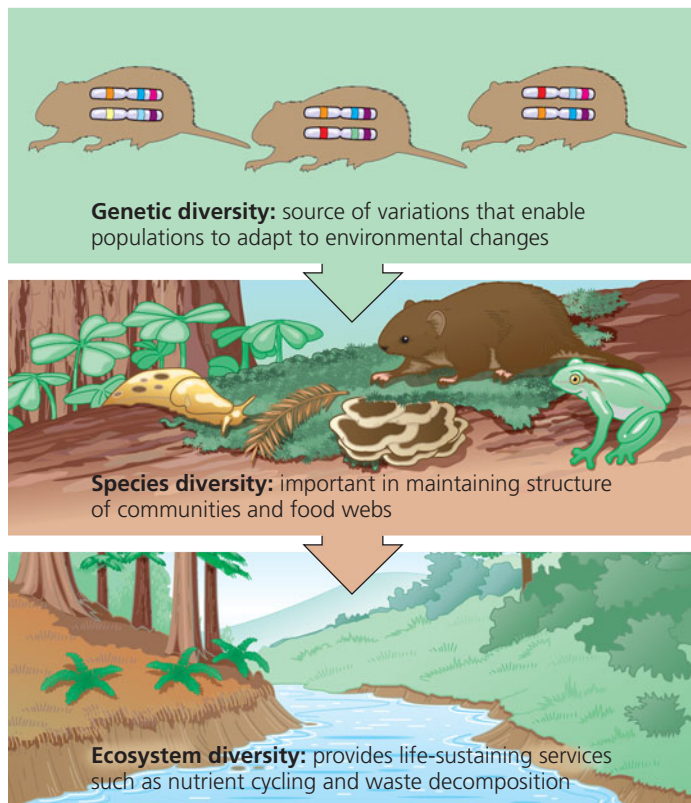 Genetic diversity: source of variations that enable
populations to adapt to environmental changes
Species diversity: important in maintaining structure
of communities and food webs
Ecosystem diversity: provides life-sustaining services
such as nutrient cycling and waste decomposition